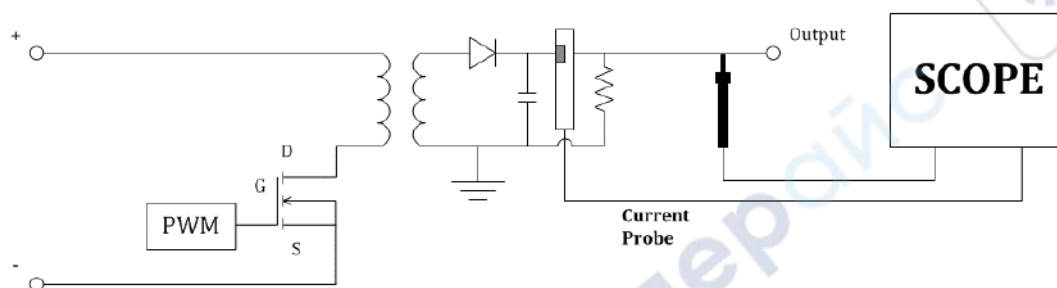 +
Output
SCOPE
D
G
PWM
S
Current
Probe
-